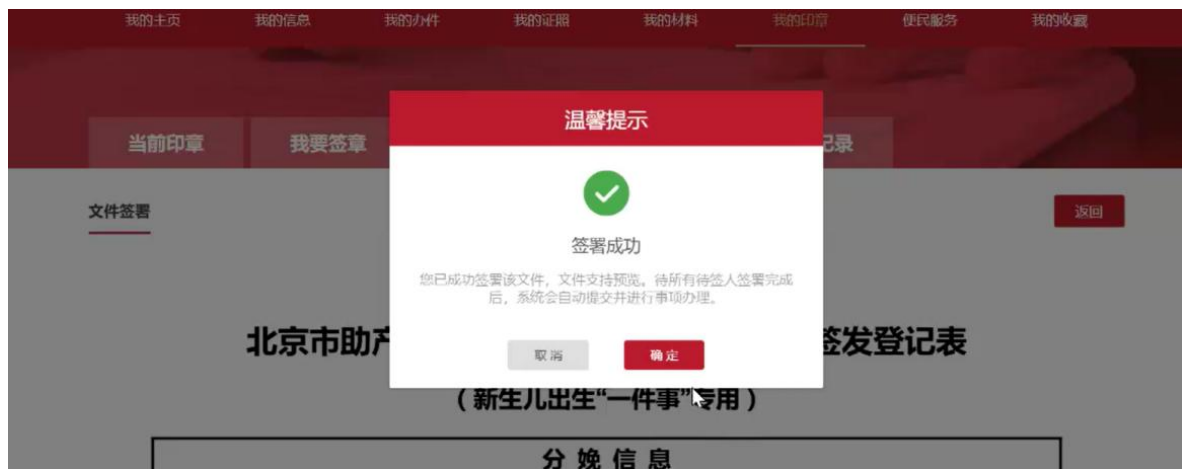 我的主页 我的信息 我的办件 我的证照 我的材料 我的印章 便民服务 我的收藏
温馨提示
当前印章 我要签章 记录
签署成功
文件签署 返回
您已成功签署该文件，文件支持预览。待所有待签人签署完成
后，系统会自动提交并进行事项办理。
取消 确定
北京市助产 签发登记表
（新生儿出生“一件事”专用）
分娩信息